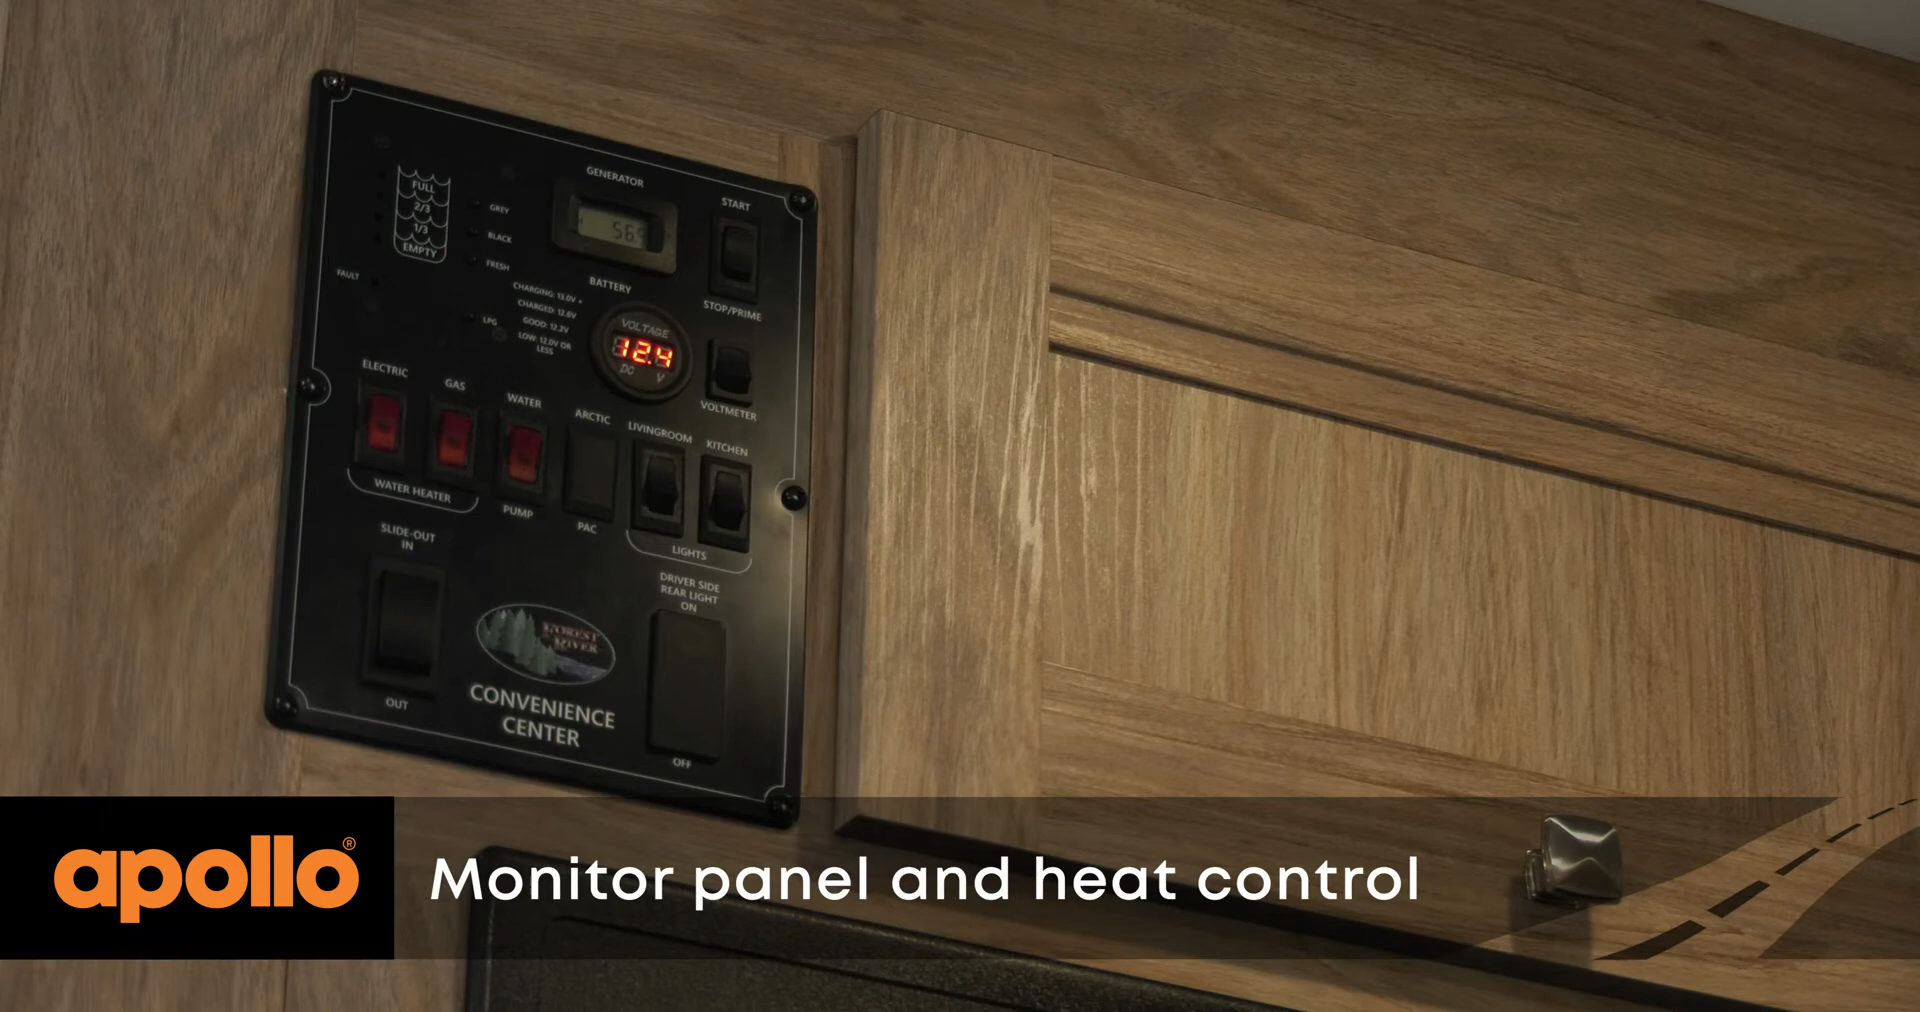 GENERATOR
START
FULL
2/3
1/3
EMPTY
GREY
BLACK
FRESH
FAULT
LPG
STOP/PRIME
BATTERY
CHARGING: 13.0V +
CHARGED: 12.6V
GOOD: 12.2V
LOW: 12.0V OR
LESS
VOLTAGE
12.4
DC V
VOLTMETER
ELECTRIC
GAS
WATER
ARCTIC
LIVINGROOM
KITCHEN
WATER HEATER
PUMP
PAC
LIGHTS
SLIDE-OUT
IN
DRIVER SIDE
REAR LIGHT
ON
FOREST
RIVER
CONVENIENCE
CENTER
OUT
OFF
apollo®
Monitor panel and heat control